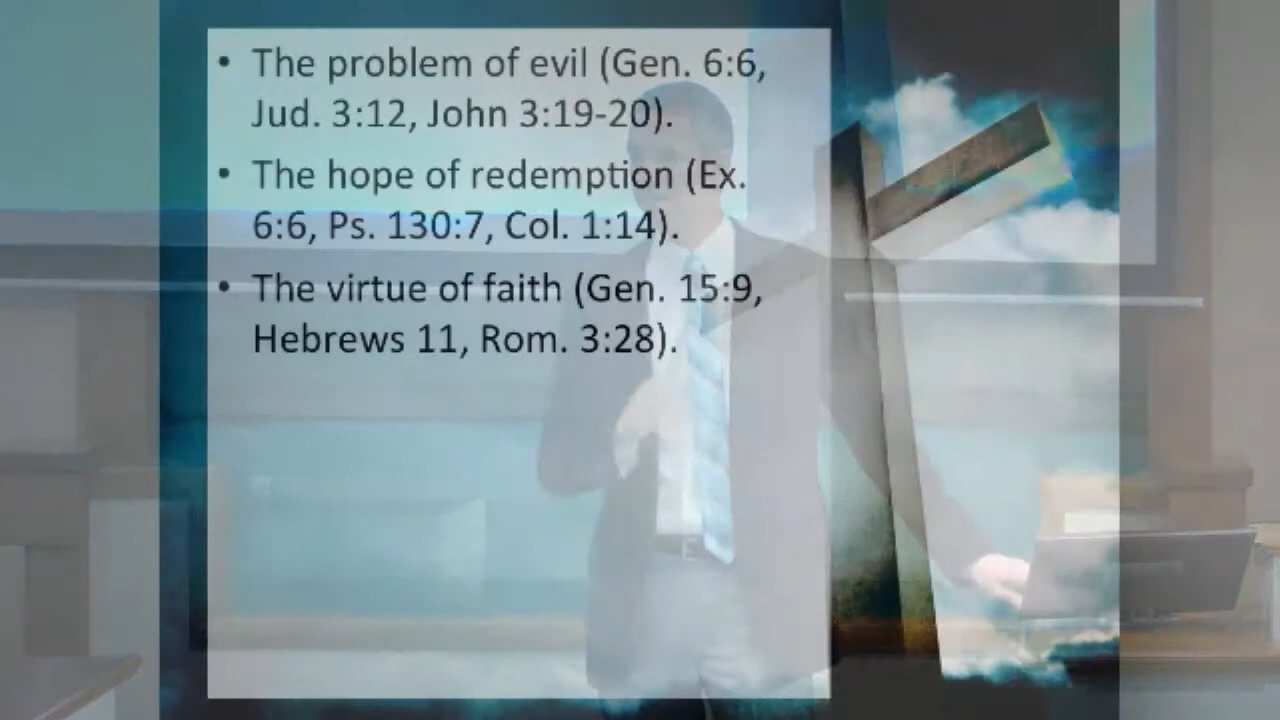 • The problem of evil (Gen. 6:6,
Jud. 3:12, John 3:19-20).
• The hope of redemption (Ex.
6:6, Ps. 130:7, Col. 1:14).
• The virtue of faith (Gen. 15:9,
Hebrews 11, Rom. 3:28).